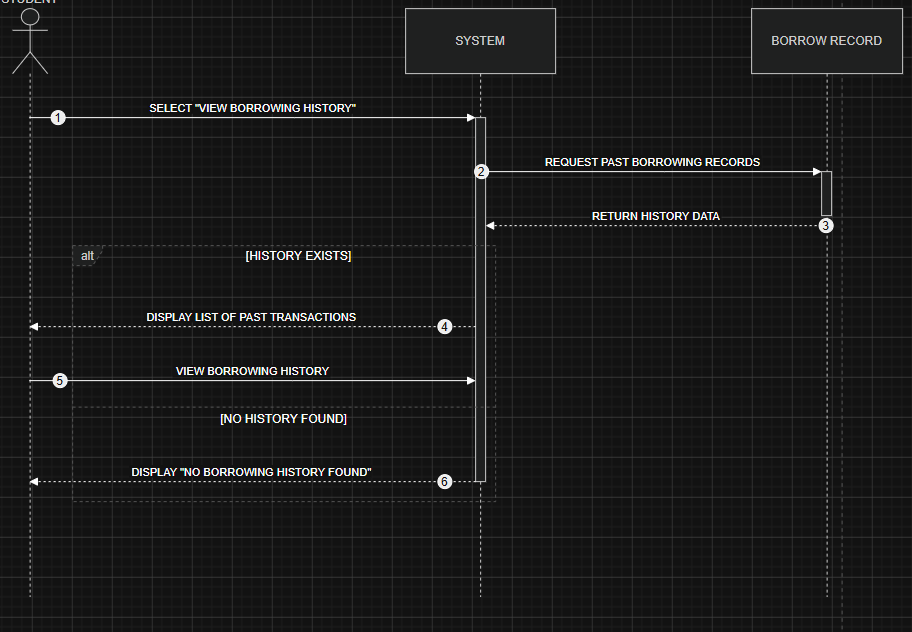 STUDENT
SYSTEM
BORROW RECORD
SELECT "VIEW BORROWING HISTORY"
1
REQUEST PAST BORROWING RECORDS
2
RETURN HISTORY DATA
3
alt
[HISTORY EXISTS]
DISPLAY LIST OF PAST TRANSACTIONS
4
VIEW BORROWING HISTORY
5
[NO HISTORY FOUND]
DISPLAY "NO BORROWING HISTORY FOUND"
6